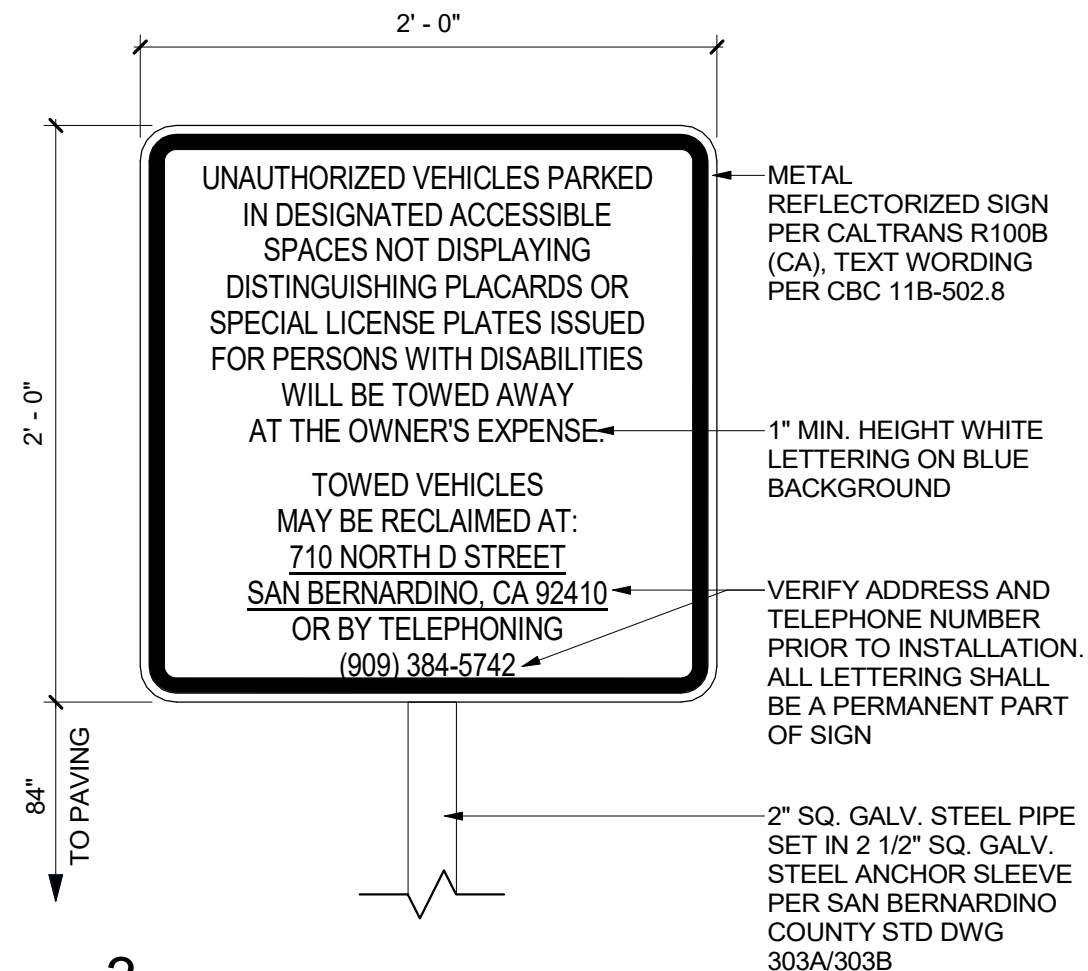 2' - 0"
2' - 0"
UNAUTHORIZED VEHICLES PARKED
IN DESIGNATED ACCESSIBLE
SPACES NOT DISPLAYING
DISTINGUISHING PLACARDS OR
SPECIAL LICENSE PLATES ISSUED
FOR PERSONS WITH DISABILITIES
WILL BE TOWED AWAY
AT THE OWNER'S EXPENSE.
TOWED VEHICLES
MAY BE RECLAIMED AT:
710 NORTH D STREET
SAN BERNARDINO, CA 92410
OR BY TELEPHONING
(909) 384-5742
METAL
REFLECTORIZED SIGN
PER CALTRANS R100B
(CA), TEXT WORDING
PER CBC 11B-502.8
1" MIN. HEIGHT WHITE
LETTERING ON BLUE
BACKGROUND
VERIFY ADDRESS AND
TELEPHONE NUMBER
PRIOR TO INSTALLATION.
ALL LETTERING SHALL
BE A PERMANENT PART
OF SIGN
84"
TO PAVING
2" SQ. GALV. STEEL PIPE
SET IN 2 1/2" SQ. GALV.
STEEL ANCHOR SLEEVE
PER SAN BERNARDINO
COUNTY STD DWG
303A/303B